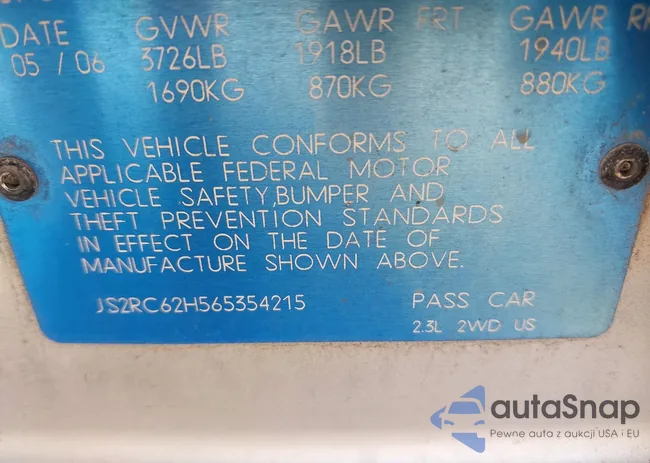 DATE GVWR GAWR FRT GAWR RR
05 / 06 3726LB 1918LB 1940LB
1690KG 870KG 880KG
THIS VEHICLE CONFORMS TO ALL
APPLICABLE FEDERAL MOTOR
VEHICLE SAFETY,BUMPER AND
THEFT PREVENTION STANDARDS
IN EFFECT ON THE DATE OF
MANUFACTURE SHOWN ABOVE.
JS2RC62H565354215 PASS CAR
2.3L 2WD US
autaSnap
Pewne auta z aukcji USA i EU